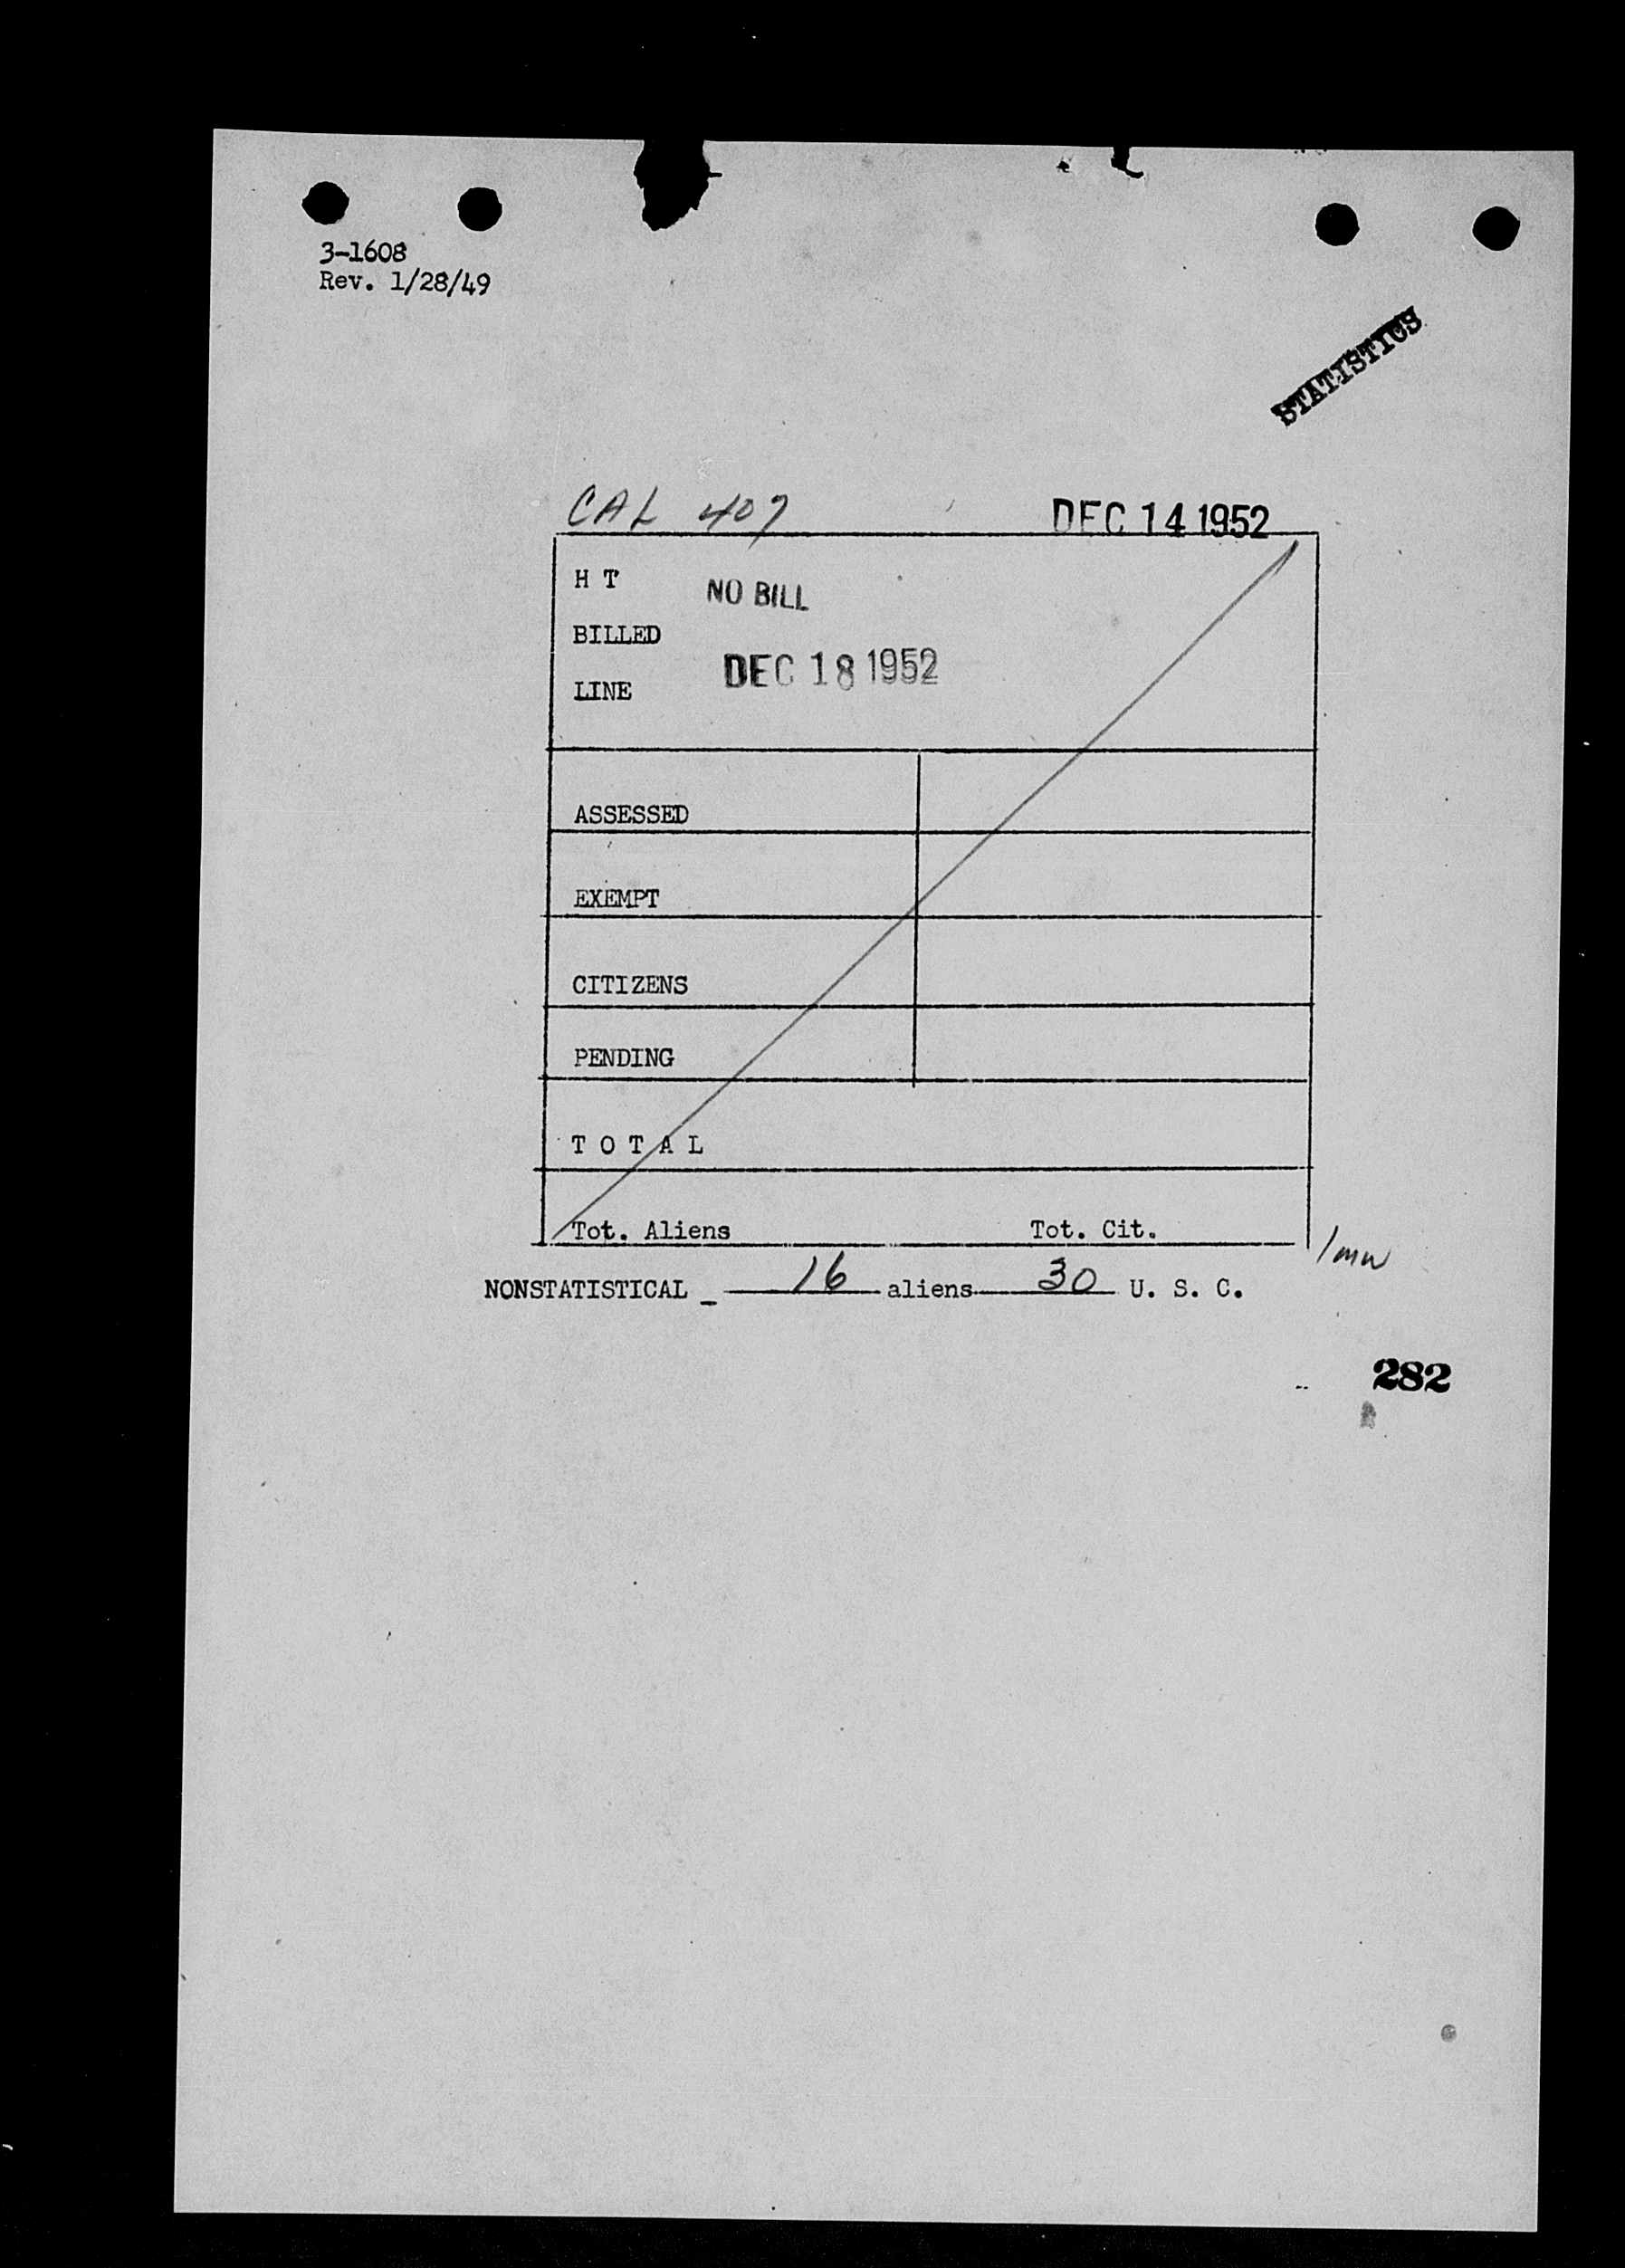 3-1608
Rev. 1/28/49
STATISTICS
CAL 407 DEC 14 1952
H T NO BILL
BILLED
DEC 18 1952
LINE
ASSESSED
EXEMPT
CITIZENS
PENDING
T O T A L
Tot. Aliens Tot. Cit.
NONSTATISTICAL _ 16 aliens 30 U. S. C.
282